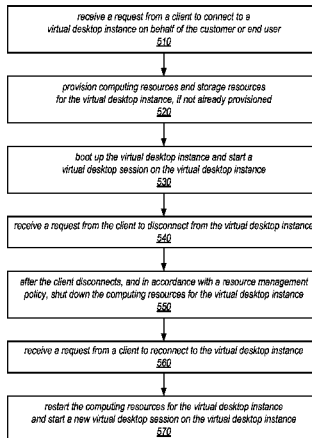 receive a request from a client to connect to a
virtual desktop instance on behalf of the customer or end user
510
provision computing resources and storage resources
for the virtual desktop instance, if not already provisioned
520
boot up the virtual desktop instance and start a
virtual desktop session on the virtual desktop instance
530
receive a request from the client to disconnect from the virtual desktop instance
540
after the client disconnects, and in accordance with a resource management
policy, shut down the computing resources for the virtual desktop instance
550
receive a request from a client to reconnect to the virtual desktop instance
560
restart the computing resources for the virtual desktop instance
and start a new virtual desktop session on the virtual desktop instance
570